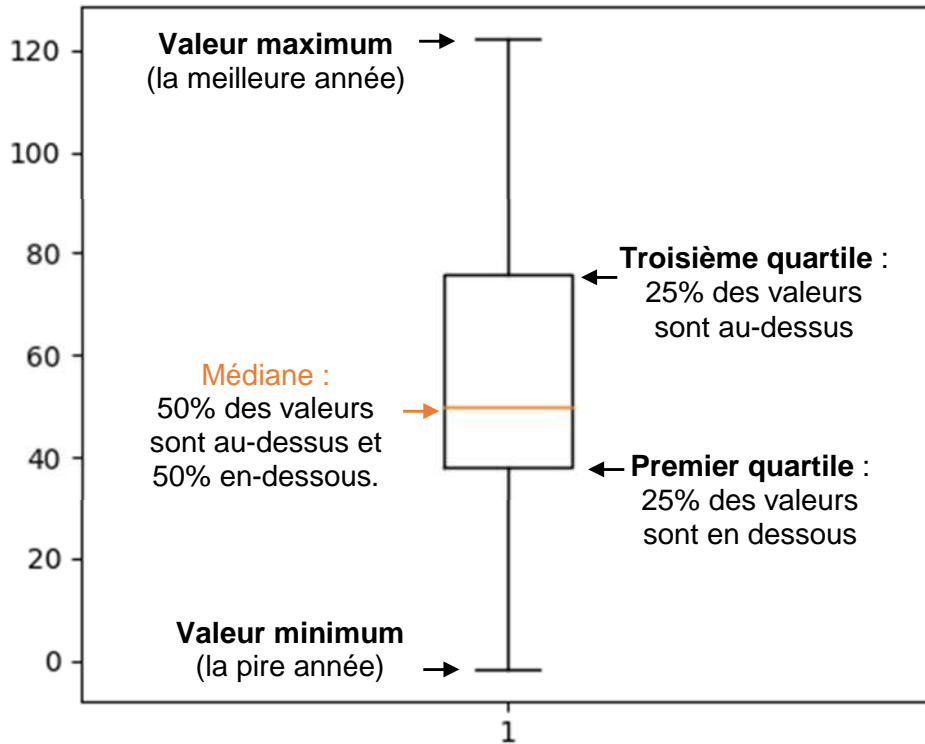 120
Valeur maximum
(la meilleure année)
100
80
Troisième quartile :
25% des valeurs
sont au-dessus
60
Médiane :
50% des valeurs
sont au-dessus et
50% en-dessous.
40
Premier quartile :
25% des valeurs
sont en dessous
20
Valeur minimum
(la pire année)
0
1